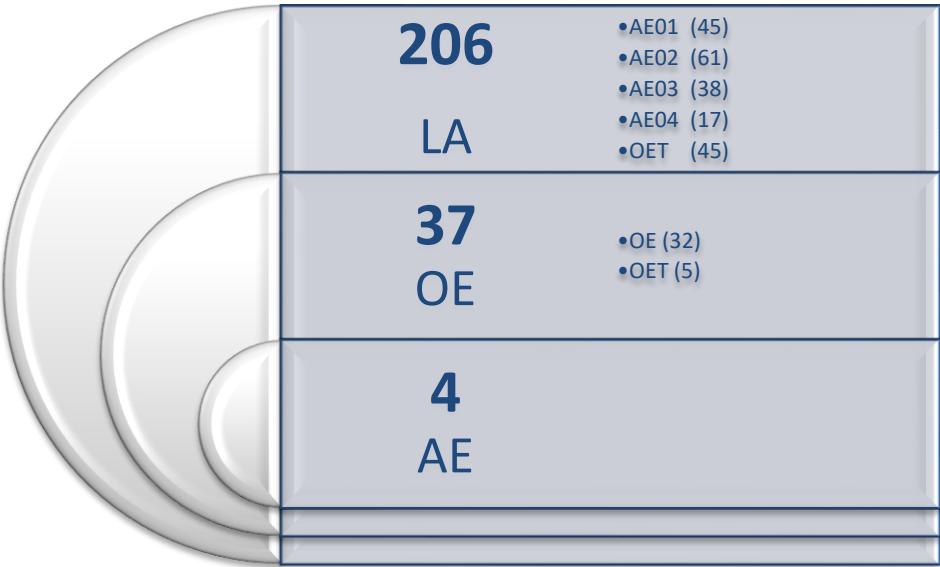 206
LA
•AE01 (45)
•AE02 (61)
•AE03 (38)
•AE04 (17)
•OET (45)
37
OE
•OE (32)
•OET (5)
4
AE